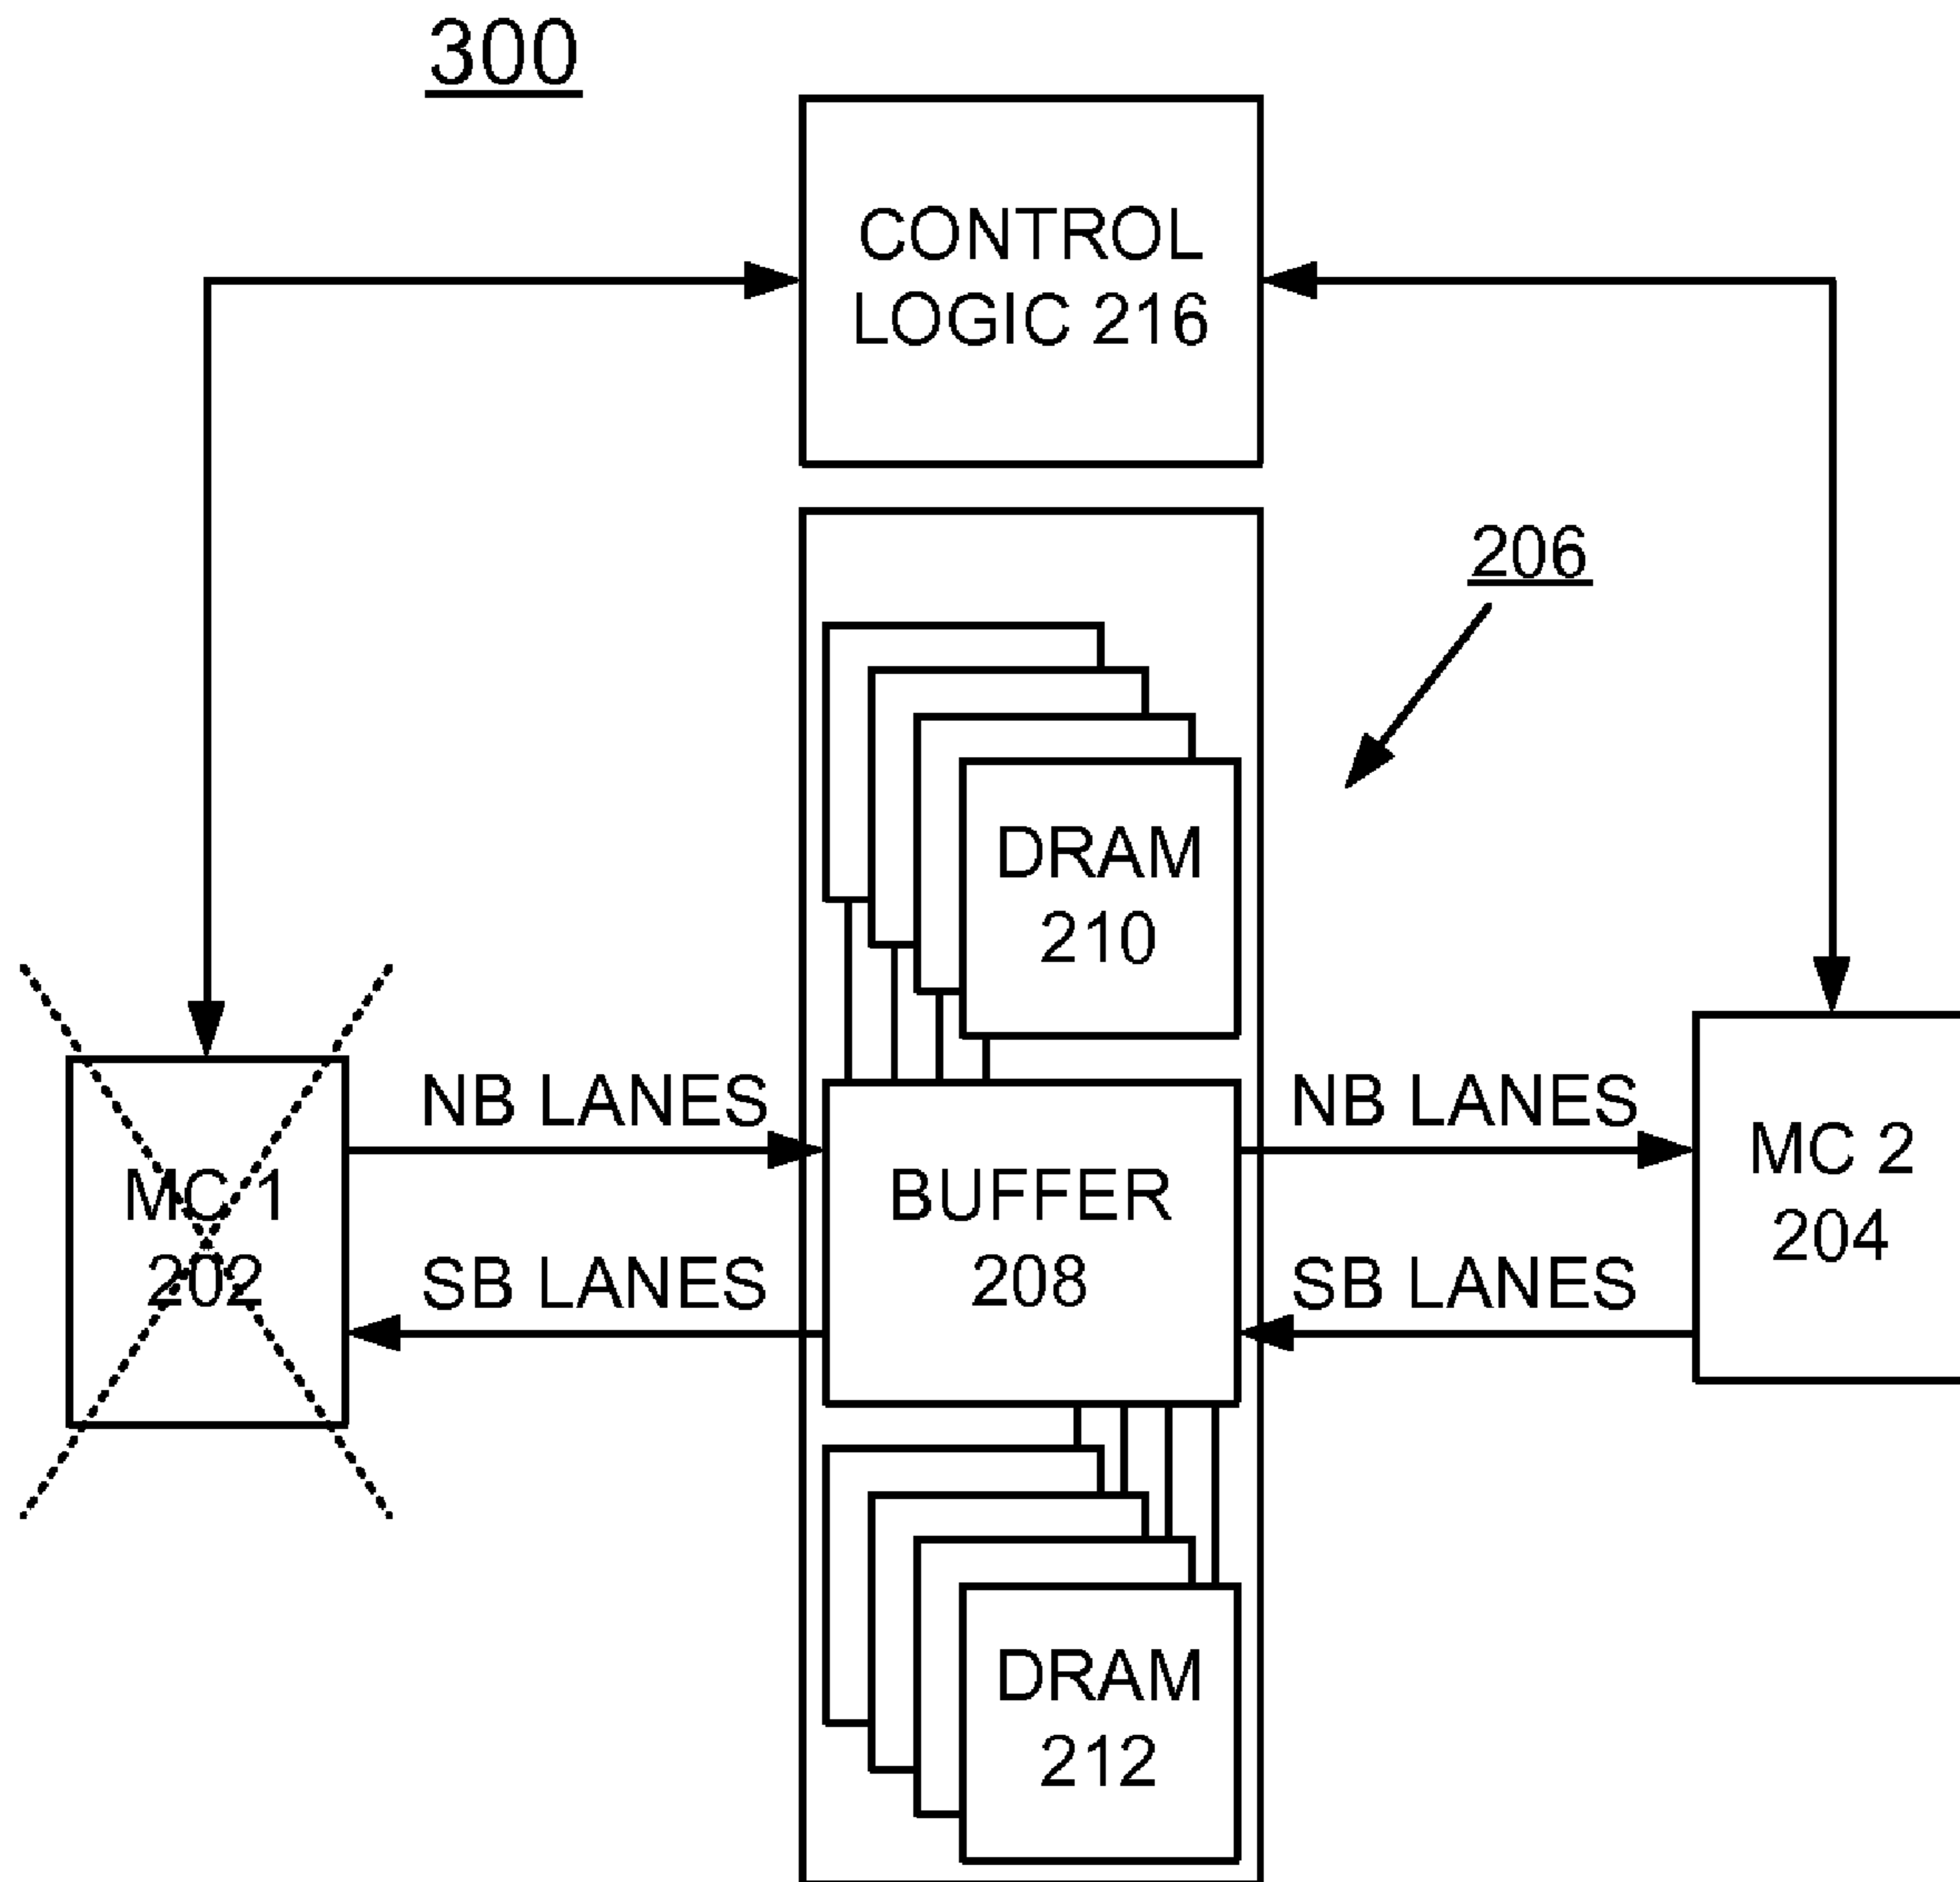 300
CONTROL
LOGIC 216
206
DRAM
210
NB LANES
NB LANES
MC 1
202
BUFFER
208
MC 2
204
SB LANES
SB LANES
DRAM
212